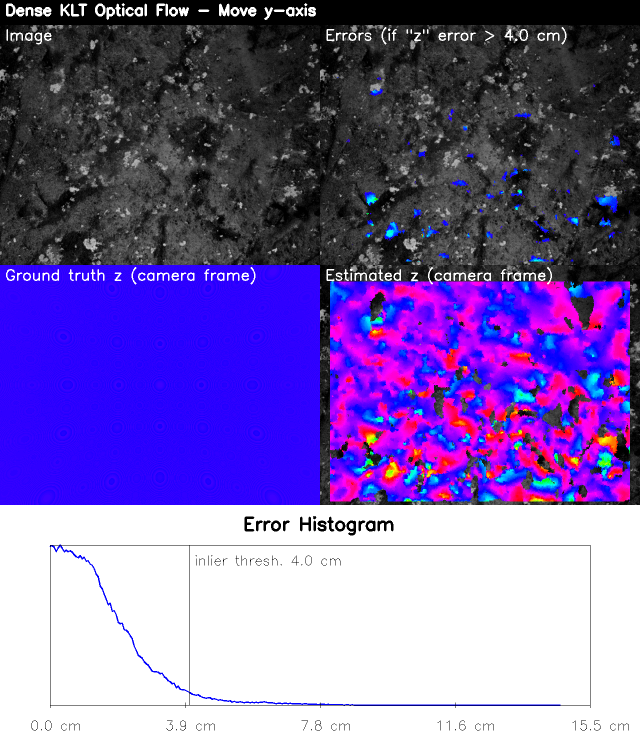 Dense KLT Optical Flow - Move y-axis
Image
Errors (if "z" error > 4.0 cm)
Ground truth z (camera frame)
Estimated z (camera frame)
Error Histogram
inlier thresh. 4.0 cm
0.0 cm 3.9 cm 7.8 cm 11.6 cm 15.5 cm